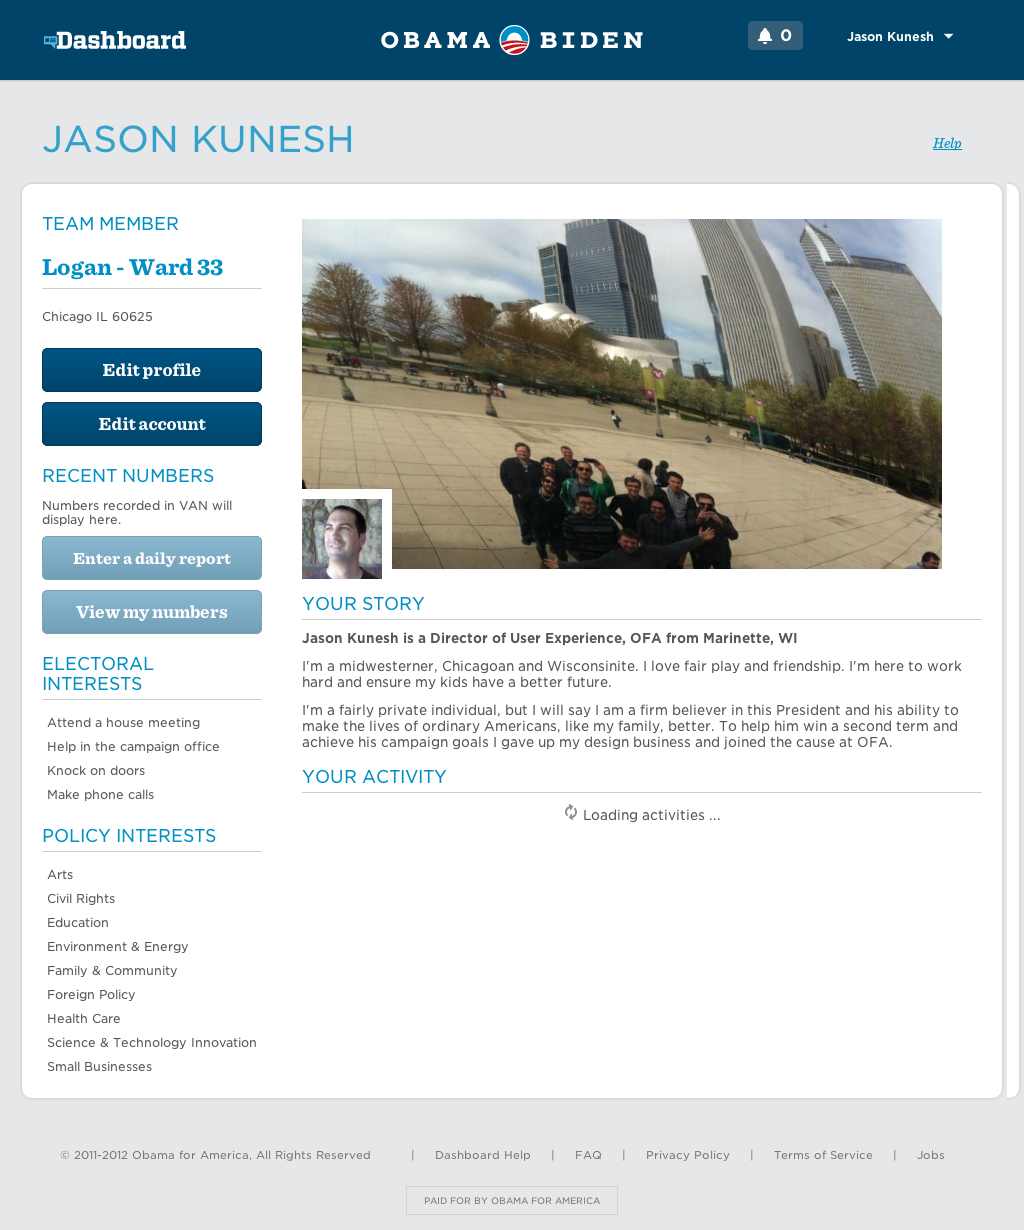 Dashboard
OBAMA BIDEN
0
Jason Kunesh
JASON KUNESH
Help
TEAM MEMBER
Logan - Ward 33
Chicago IL 60625
Edit profile
Edit account
RECENT NUMBERS
Numbers recorded in VAN will
display here.
Enter a daily report
View my numbers
ELECTORAL
INTERESTS
Attend a house meeting
Help in the campaign office
Knock on doors
Make phone calls
POLICY INTERESTS
Arts
Civil Rights
Education
Environment & Energy
Family & Community
Foreign Policy
Health Care
Science & Technology Innovation
Small Businesses
YOUR STORY
Jason Kunesh is a Director of User Experience, OFA from Marinette, WI
I'm a midwesterner, Chicagoan and Wisconsinite. I love fair play and friendship. I'm here to work
hard and ensure my kids have a better future.
I'm a fairly private individual, but I will say I am a firm believer in this President and his ability to
make the lives of ordinary Americans, like my family, better. To help him win a second term and
achieve his campaign goals I gave up my design business and joined the cause at OFA.
YOUR ACTIVITY
Loading activities ...
© 2011-2012 Obama for America, All Rights Reserved | Dashboard Help | FAQ | Privacy Policy | Terms of Service | Jobs
PAID FOR BY OBAMA FOR AMERICA